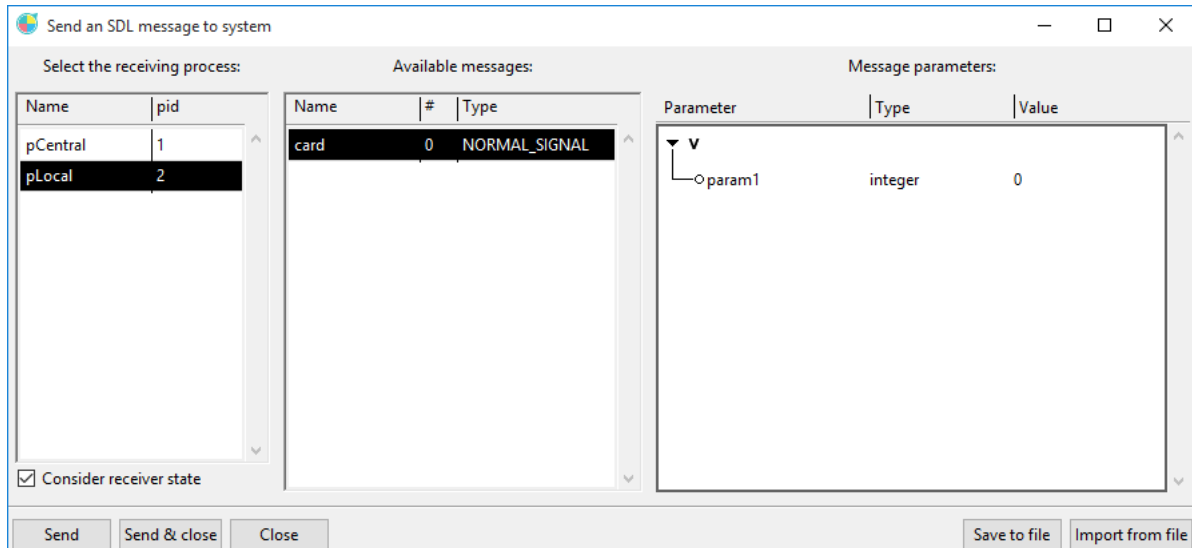 Send an SDL message to system
Select the receiving process: Available messages: Message parameters:
Name pid Name # Type Parameter Type Value
pCentral 1 card 0 NORMAL_SIGNAL V
pLocal 2 param1 integer 0
Consider receiver state
Send Send & close Close Save to file Import from file